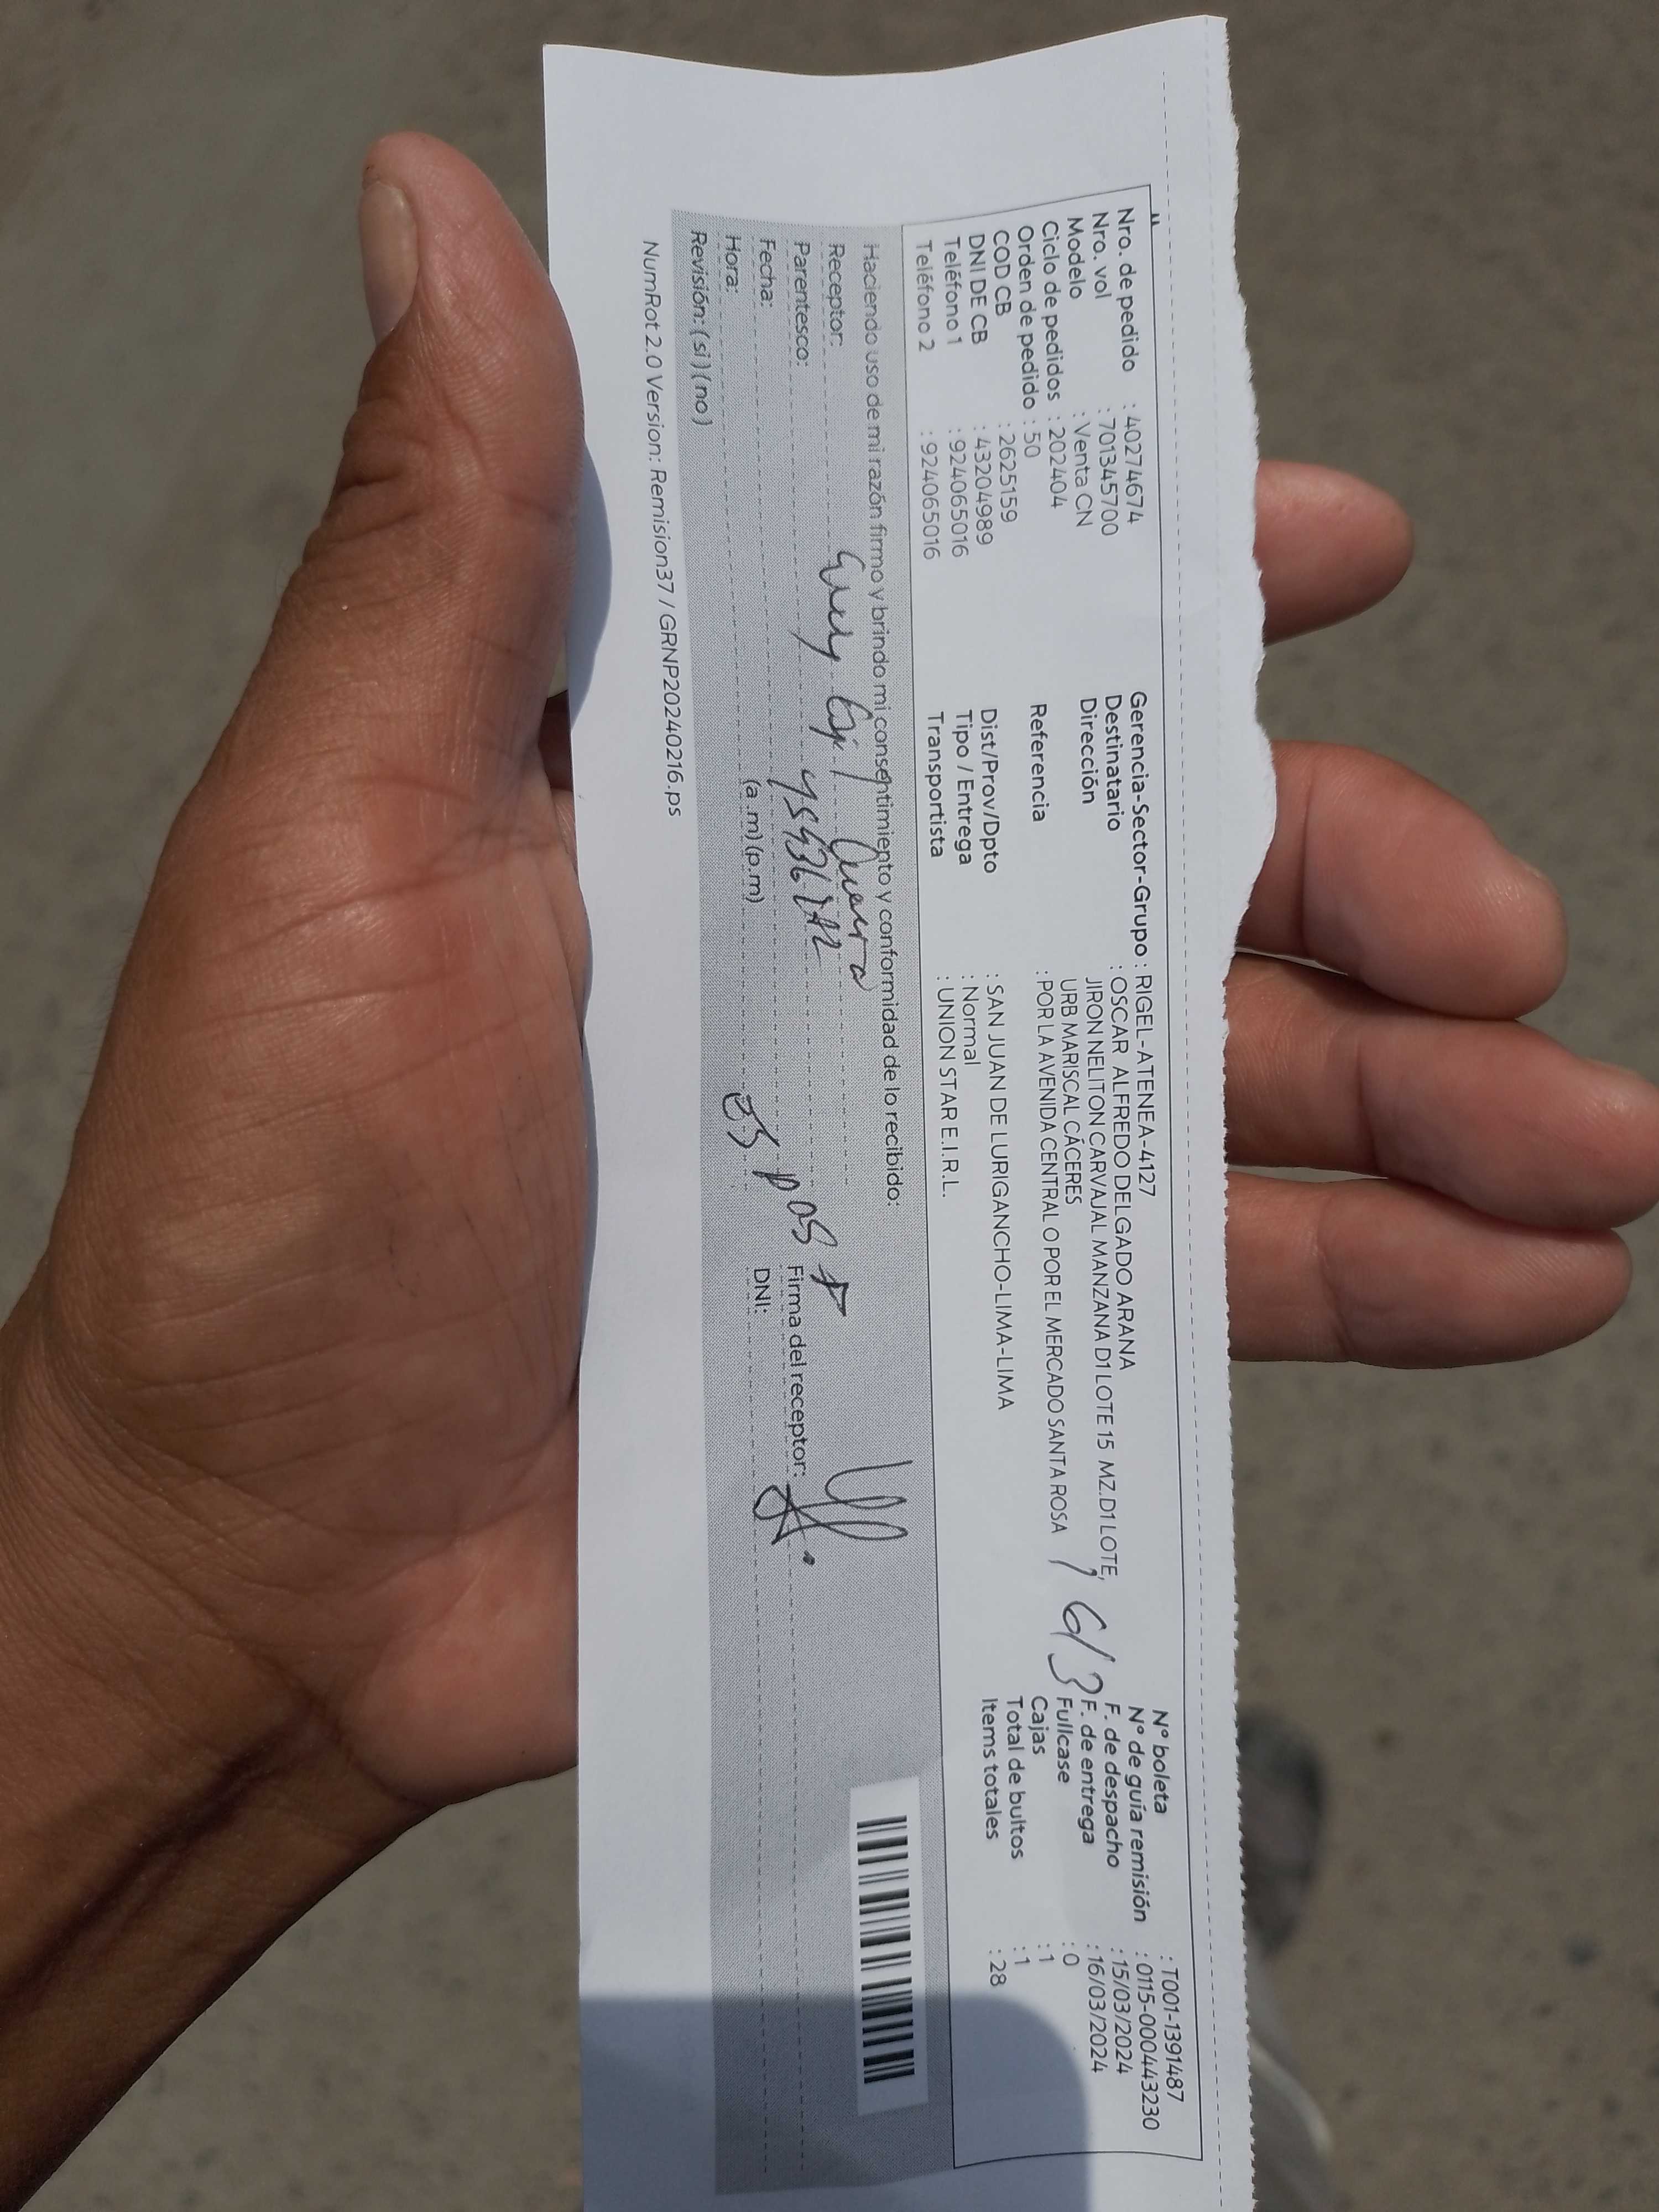 Nro. de pedido : 40274674
Nro. vol : 701345700
Modelo : Venta CN
Ciclo de pedidos : 202404
Orden de pedido : 50
COD CB : 2625159
DNI DE CB : 43204989
Teléfono 1 : 924065016
Teléfono 2 : 924065016
Gerencia-Sector-Grupo : RIGEL-ATENEA-4127
Destinatario : OSCAR ALFREDO DELGADO ARANA
Dirección JIRON NELITON CARVAJAL MANZANA D1 LOTE 15 MZ.D1 LOTE,
URB MARISCAL CÁCERES
Referencia : POR LA AVENIDA CENTRAL O POR EL MERCADO SANTA ROSA
Dist/Prov/Dpto : SAN JUAN DE LURIGANCHO-LIMA-LIMA
Tipo / Entrega : Normal
Transportista : UNION STAR E.I.R.L.
16/3
N° boleta : T001-1391487
N° de guía remisión : 0115-000443230
F. de despacho : 15/03/2024
F. de entrega : 16/03/2024
Fullcase : 0
Cajas : 1
Total de bultos : 1
Items totales : 28
Haciendo uso de mi razón firmo y brindo mi consentimiento y conformidad de lo recibido:
Receptor:
Parentesco:
Fecha:
Hora: (a.m)(p.m)
Revisión: (si) (no)
Firma del receptor:
DNI:
NumRot 2.0 Version: Remision37 / GRNP20240216.ps